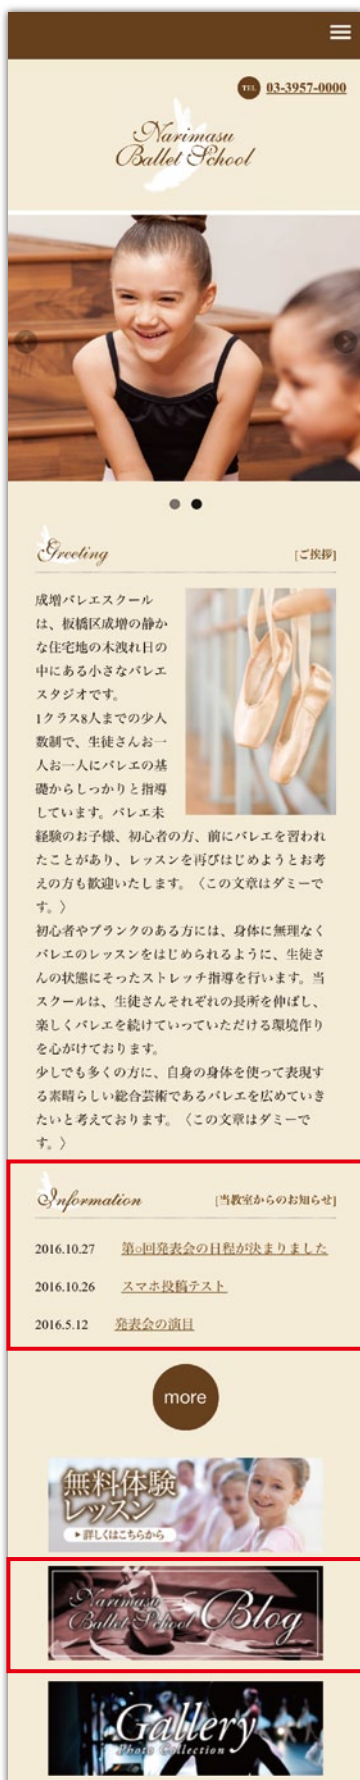 TEL 03-3957-0000
Narimasu
Ballet School
Greeting [ご挨拶]
成増バレエスクール
は、板橋区成増の静か
な住宅地の木洩れ日の
中にある小さなバレエ
スタジオです。
1クラス8人までの少人
数制で、生徒さんお一
人お一人にバレエの基
礎からしっかりと指導
しています。バレエ未
経験のお子様、初心者の方、前にバレエを習われ
たことがあり、レッスンを再びはじめようとお考
えの方も歓迎いたします。〈この文章はダミーで
す。〉
初心者やブランクのある方には、身体に無理なく
バレエのレッスンをはじめられるように、生徒さ
んの状態にそったストレッチ指導を行います。当
スクールは、生徒さんそれぞれの長所を伸ばし、
楽しくバレエを続けていっていただける環境作り
を心がけております。
少しでも多くの方に、自身の身体を使って表現す
る素晴らしい総合芸術であるバレエを広めていき
たいと考えております。〈この文章はダミーで
す。〉
Information [当教室からのお知らせ]
2016.10.27 第○回発表会の日程が決まりました
2016.10.26 スマホ投稿テスト
2016.5.12 発表会の演目
more
無料体験
レッスン
▶詳しくはこちらから
Narimasu
Ballet School Blog
Gallery
Photo Collection